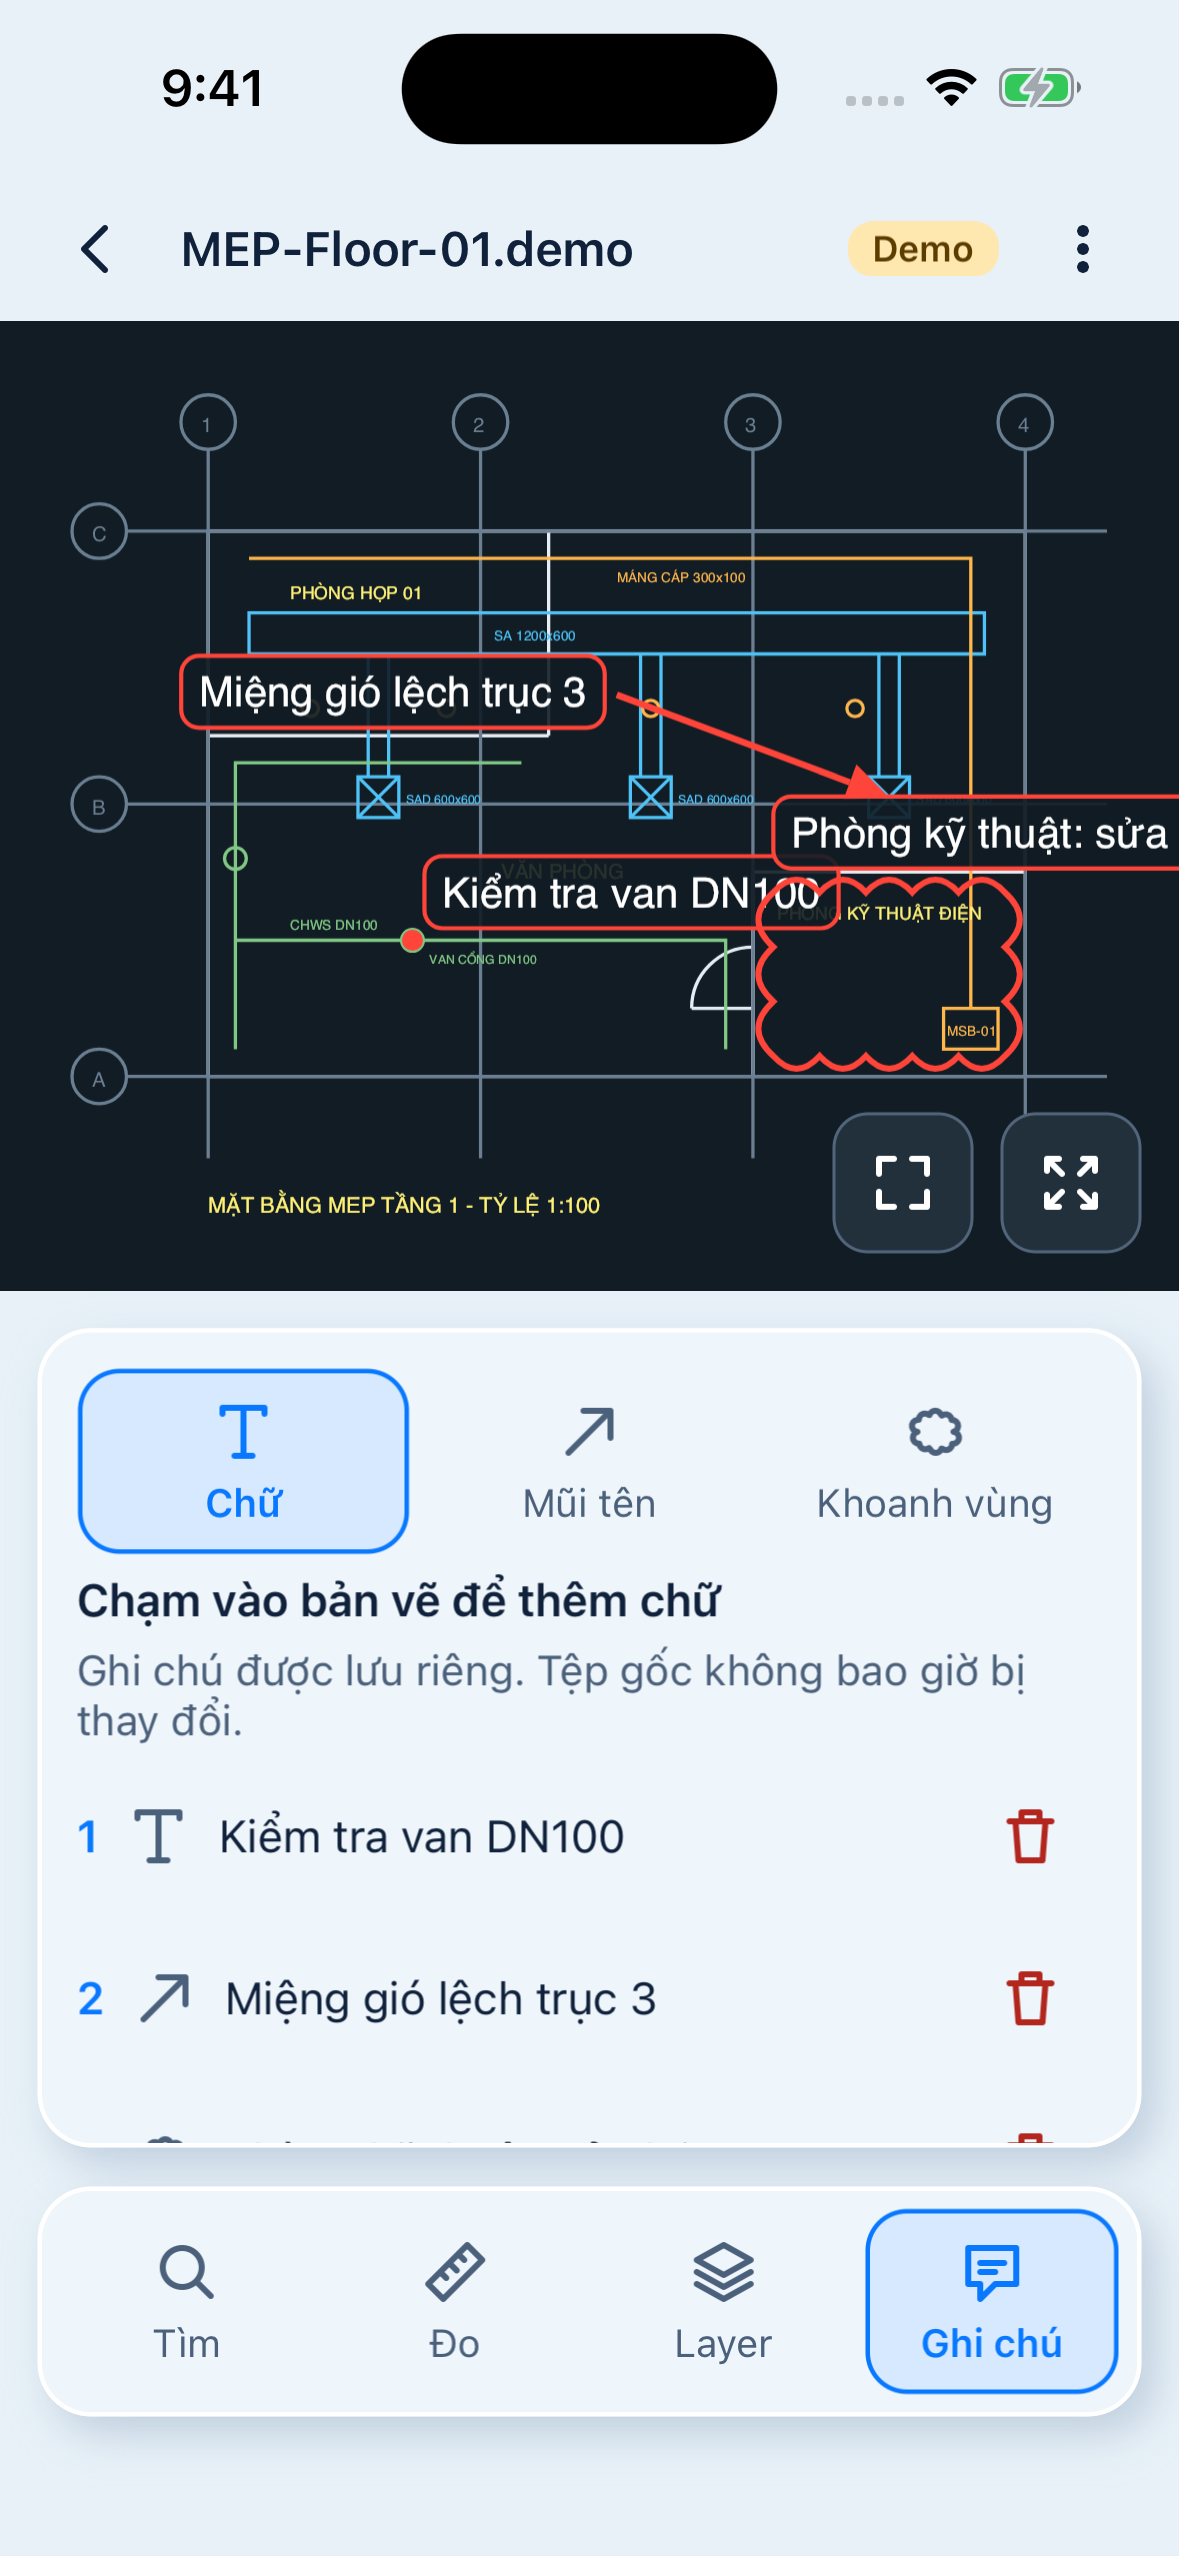 9:41
MEP-Floor-01.demo
Demo
1
2
3
4
C
MÁNG CÁP 300x100
PHÒNG HỌP 01
SA 1200x600
Miệng gió lệch trục 3
B
SAD 600x600
SAD 600x600
Phòng kỹ thuật: sửa
VĂN PHÒNG
Kiểm tra van DN100
PHÒNG KỸ THUẬT ĐIỆN
CHWS DN100
VAN CỔNG DN100
MSB-01
A
MẶT BẰNG MEP TẦNG 1 - TỶ LỆ 1:100
Chữ
Mũi tên
Khoanh vùng
Chạm vào bản vẽ để thêm chữ
Ghi chú được lưu riêng. Tệp gốc không bao giờ bị
thay đổi.
1 Kiểm tra van DN100
2 Miệng gió lệch trục 3
Tìm
Đo
Layer
Ghi chú